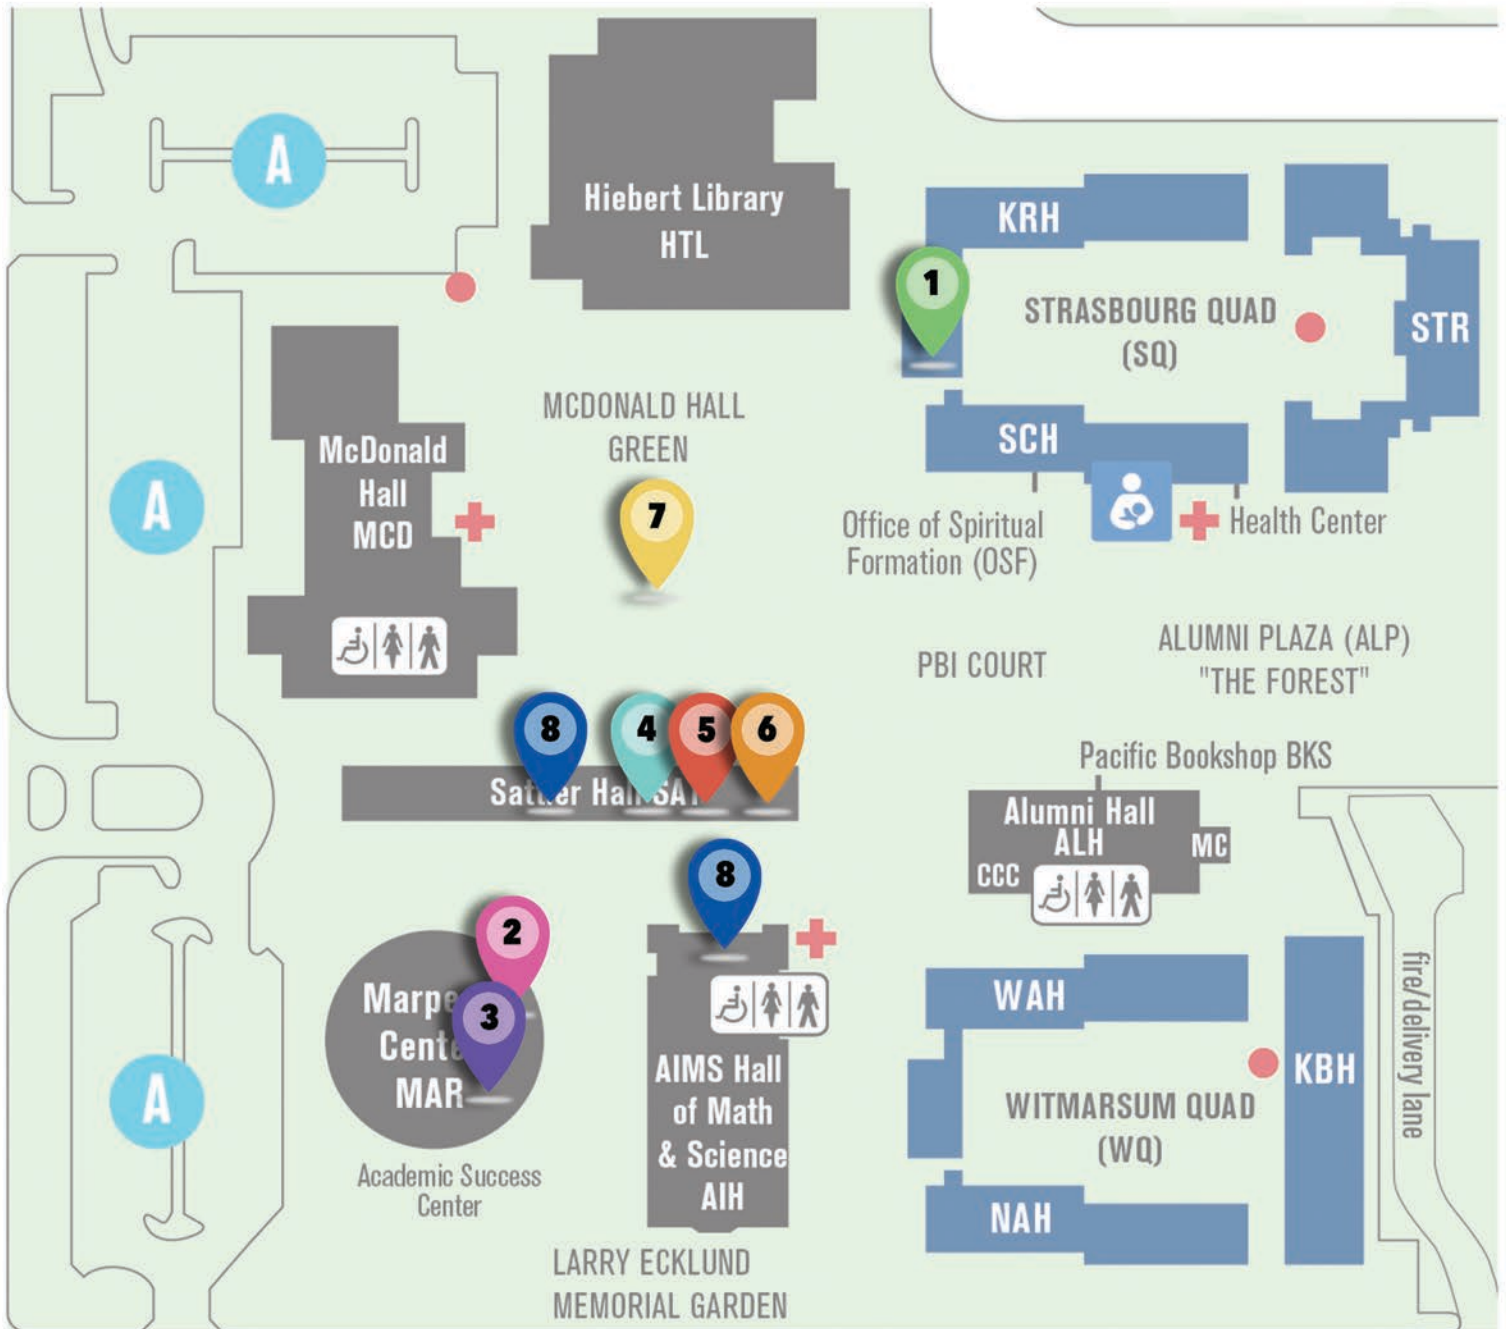 A
Hiebert Library
HTL
KRH
1
STRASBOURG QUAD
(SQ)
STR
MCDONALD HALL
GREEN
McDonald
Hall
MCD
A
SCH
7
Office of Spiritual
Formation (OSF)
Health Center
PBI COURT
ALUMNI PLAZA (ALP)
"THE FOREST"
8
4
5
6
SAT
Pacific Bookshop BKS
Alumni Hall
ALH
MC
CCC
8
2
3
MAR
A
AIMS Hall
of Math
& Science
AIH
WAH
KBH
WITMARSUM QUAD
(WQ)
NAH
fire/delivery lane
Academic Success
Center
LARRY ECKLUND
MEMORIAL GARDEN